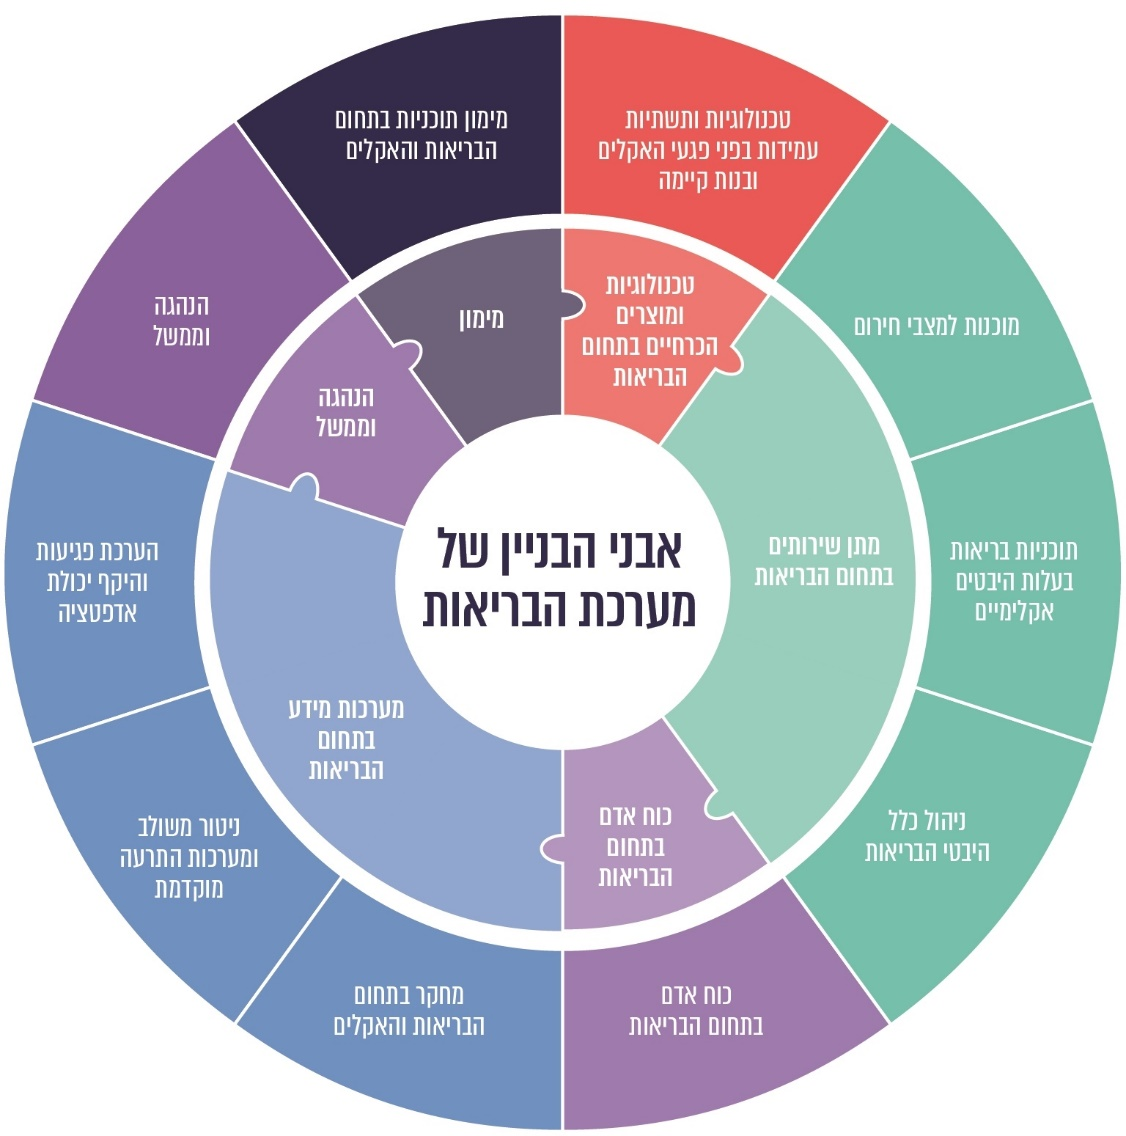 אבני הבניין של
מערכת הבריאות
טכנולוגיות
ומוצרים
הכרחיים בתחום
הבריאות
מתן שירותים
בתחום הבריאות
כוח אדם
בתחום
הבריאות
מערכות מידע
בתחום
הבריאות
הנהגה
וממשל
מימון
טכנולוגיות ותשתיות
עמידות בפני פגעי האקלים
ובנות קיימה
מוכנות למצבי חירום
תוכניות בריאות
בעלות היבטים
אקלימיים
ניהול כלל
היבטי הבריאות
כוח אדם
בתחום הבריאות
מחקר בתחום
הבריאות והאקלים
ניטור משולב
ומערכות התרעה
מוקדמת
הערכת פגיעות
והיקף יכולת
אדפטציה
הנהגה
וממשל
מימון תוכניות בתחום
הבריאות והאקלים